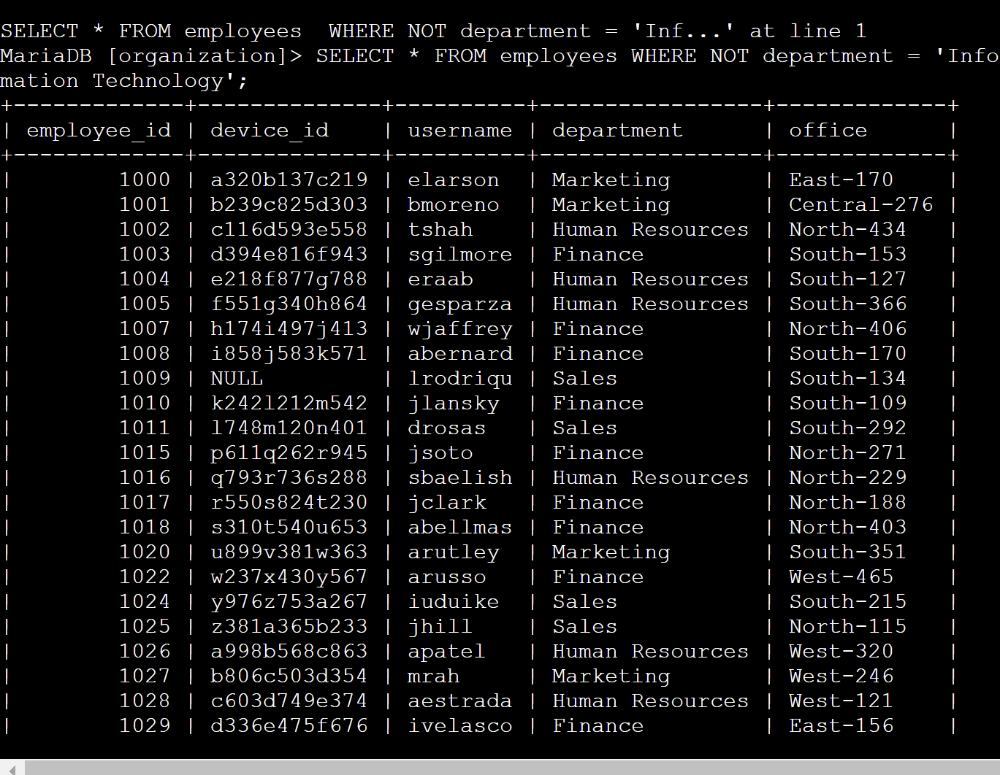 SELECT * FROM employees  WHERE NOT department = 'Inf...' at line 1
MariaDB [organization]> SELECT * FROM employees WHERE NOT department = 'Info
mation Technology';
+-------------+--------------+----------+-----------------+-------------+
| employee_id | device_id    | username | department      | office      |
+-------------+--------------+----------+-----------------+-------------+
|        1000 | a320b137c219 | elarson  | Marketing       | East-170    |
|        1001 | b239c825d303 | bmoreno  | Marketing       | Central-276 |
|        1002 | c116d593e558 | tshah    | Human Resources | North-434   |
|        1003 | d394e816f943 | sgilmore | Finance         | South-153   |
|        1004 | e218f877g788 | eraab    | Human Resources | South-127   |
|        1005 | f551g340h864 | gesparza | Human Resources | South-366   |
|        1007 | h174i497j413 | wjaffrey | Finance         | North-406   |
|        1008 | i858j583k571 | abernard | Finance         | South-170   |
|        1009 | NULL         | lrodriqu | Sales           | South-134   |
|        1010 | k242l212m542 | jlansky  | Finance         | South-109   |
|        1011 | l748m120n401 | drosas   | Sales           | South-292   |
|        1015 | p611q262r945 | jsoto    | Finance         | North-271   |
|        1016 | q793r736s288 | sbaelish | Human Resources | North-229   |
|        1017 | r550s824t230 | jclark   | Finance         | North-188   |
|        1018 | s310t540u653 | abellmas | Finance         | North-403   |
|        1020 | u899v381w363 | arutley  | Marketing       | South-351   |
|        1022 | w237x430y567 | arusso   | Finance         | West-465    |
|        1024 | y976z753a267 | iuduike  | Sales           | South-215   |
|        1025 | z381a365b233 | jhill    | Sales           | North-115   |
|        1026 | a998b568c863 | apatel   | Human Resources | West-320    |
|        1027 | b806c503d354 | mrah     | Marketing       | West-246    |
|        1028 | c603d749e374 | aestrada | Human Resources | West-121    |
|        1029 | d336e475f676 | ivelasco | Finance         | East-156    |